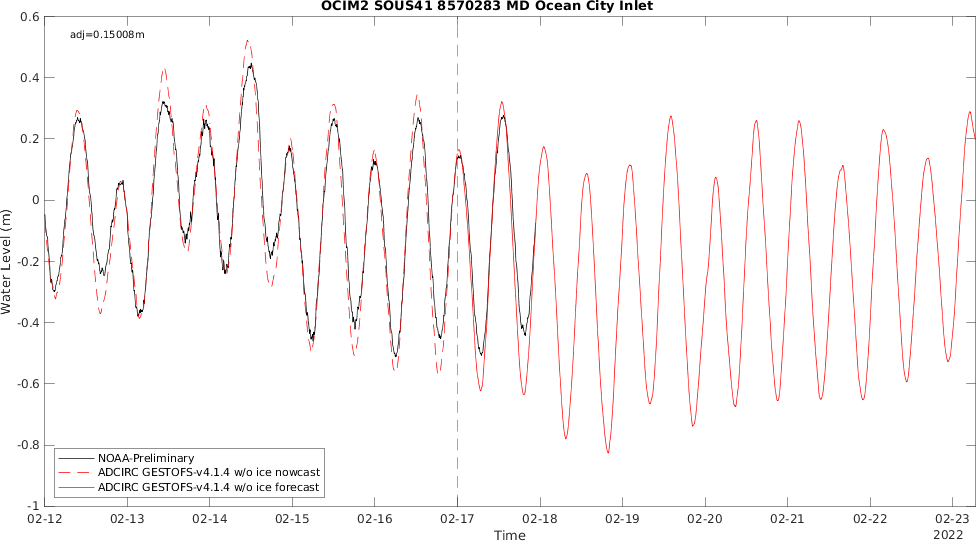 OCIM2 SOUS41 8570283 MD Ocean City Inlet
adj=0.15008m
0.6
0.4
0.2
0
-0.2
-0.4
-0.6
-0.8
-1
Water Level (m)
NOAA-Preliminary
ADCIRC GESTOFS-v4.1.4 w/o ice nowcast
ADCIRC GESTOFS-v4.1.4 w/o ice forecast
02-12 02-13 02-14 02-15 02-16 02-17 02-18 02-19 02-20 02-21 02-22 02-23
Time
2022